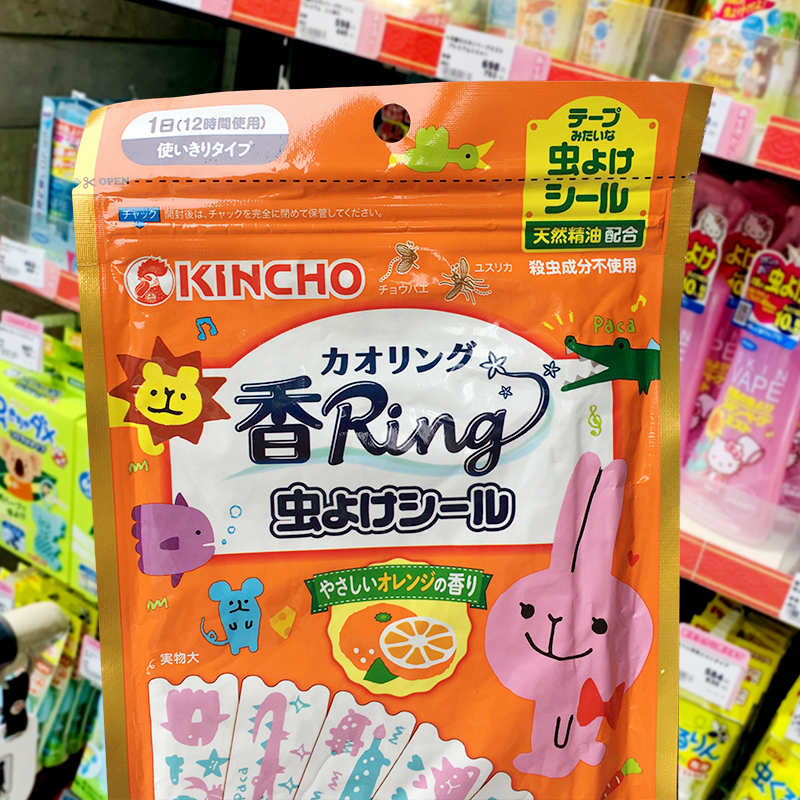 1日(12時間使用)
使いきりタイプ
テープ
みたいな
虫よけ
シール
天然精油 配合
殺虫成分不使用
OPEN
チャック 開封後は、チャックを完全に閉めて保管してください。
KINCHO
チョウバエ
ユスリカ
Paca
カオリング
香Ring
虫よけシール
やさしいオレンジの香り
実物大
Paca
598
698